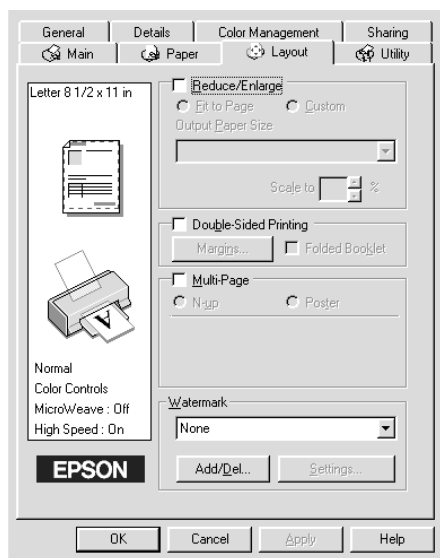 General Details Color Management Sharing
Main Paper Layout Utility
Letter 8 1/2 x 11 in
Reduce/Enlarge
Fit to Page Custom
Output Paper Size
Scale to %
Double-Sided Printing
Margins... Folded Booklet
Multi-Page
N-up Poster
A
Normal
Color Controls
MicroWeave : Off
High Speed : On
Watermark
None
EPSON
Add/Del... Settings...
OK Cancel Apply Help